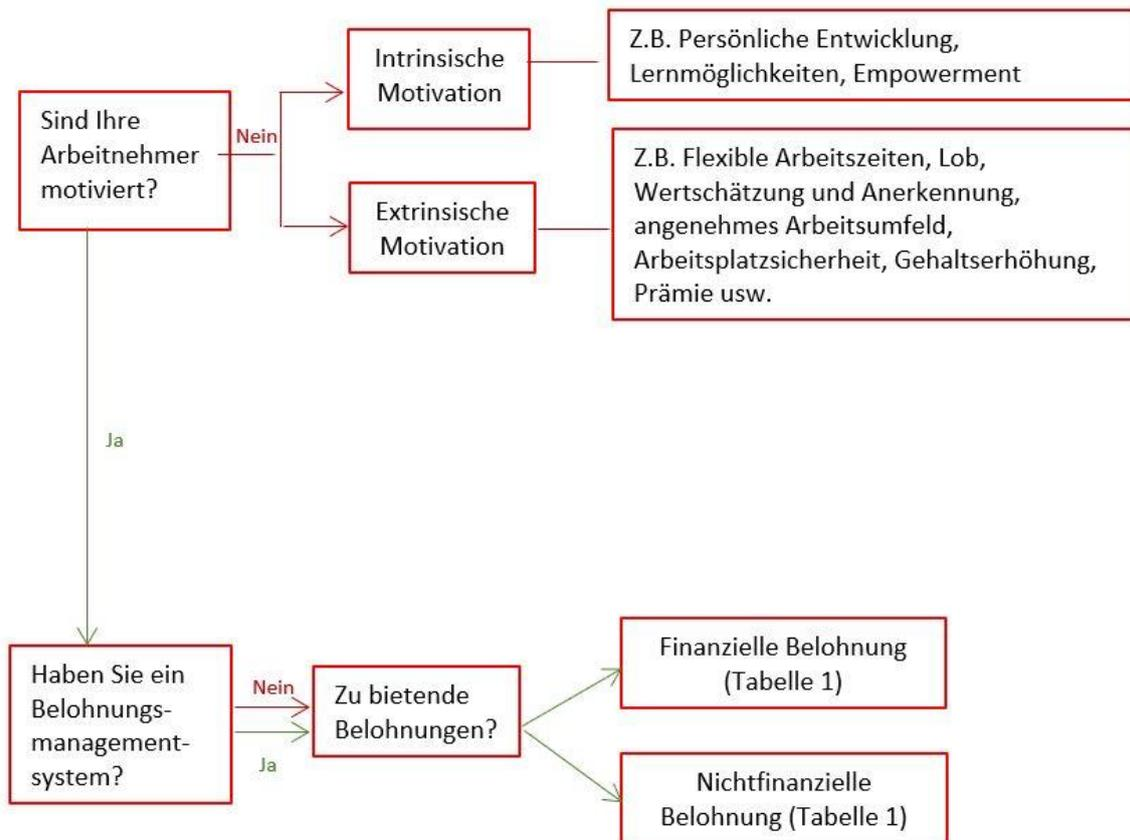 Sind Ihre
Arbeitnehmer
motiviert?
Nein
Intrinsische
Motivation
Z.B. Persönliche Entwicklung,
Lernmöglichkeiten, Empowerment
Extrinsische
Motivation
Z.B. Flexible Arbeitszeiten, Lob,
Wertschätzung und Anerkennung,
angenehmes Arbeitsumfeld,
Arbeitsplatzsicherheit, Gehaltserhöhung,
Prämie usw.
Ja
Haben Sie ein
Belohnungs-
management-
system?
Nein
Ja
Zu bietende
Belohnungen?
Finanzielle Belohnung
(Tabelle 1)
Nichtfinanzielle
Belohnung (Tabelle 1)